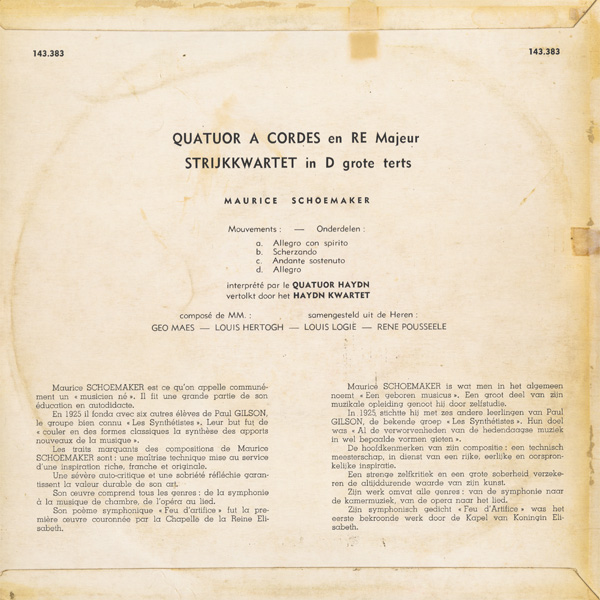 143.383
143.383
QUATUOR A CORDES en RE Majeur
STRIJKKWARTET in D grote terts
MAURICE SCHOEMAKER
Mouvements : — Onderdelen :
a. Allegro con spirito
b. Scherzando
c. Andante sostenuto
d. Allegro
interprété par le QUATUOR HAYDN
vertolkt door het HAYDN KWARTET
composé de MM. : samengesteld uit de Heren :
GEO MAES — LOUIS HERTOGH — LOUIS LOGIE — RENE POUSSEELE
Maurice SCHOEMAKER est ce qu'on appelle communé-
ment un « musicien né ». Il fit une grande partie de son
éducation en autodidacte.
En 1925 il fonda avec six autres élèves de Paul GILSON,
le groupe bien connu « Les Synthétistes ». Leur but fut de
« couler en des formes classiques la synthèse des apports
nouveaux de la musique ».
Les traits marquants des compositions de Maurice
SCHOEMAKER sont : une maîtrise technique mise au service
d'une inspiration riche, franche et originale.
Une sévère auto-critique et une sobriété réfléchie garan-
tissent la valeur durable de son art.
Son œuvre comprend tous les genres : de la symphonie
à la musique de chambre, de l'opéra au lied.
Son poème symphonique « Feu d'artifice » fut la pre-
mière œuvre couronnée par la Chapelle de la Reine Eli-
sabeth.
Maurice SCHOEMAKER is wat men in het algemeen
noemt « Een geboren musicus ». Een groot deel van zijn
muzikale opleiding genoot hij door zelfstudie.
In 1925, stichtte hij met zes anders leerlingen van Paul
GILSON, de bekende groep « Les Synthétistes ». Hun doel
was « Al de verworvenheden van de hedendaagse muziek
in wel bepaalde vormen gieten ».
De hoofdkenmerken van zijn compositie : een technisch
meesterschap, in dienst van een rijke, eerlijke en oorspron-
kelijke inspiratie.
Een strenge zelfkritiek en een grote soberheid verzeke-
ren de altijddurende waarde van zijn kunst.
Zijn werk omvat alle genres : van de symphonie naar
de kamermuziek, van de opera naar het lied.
Zijn symphonisch gedicht « Feu d'Artifice » was het
eerste bekroonde werk door de Kapel van Koningin Eli-
sabeth.